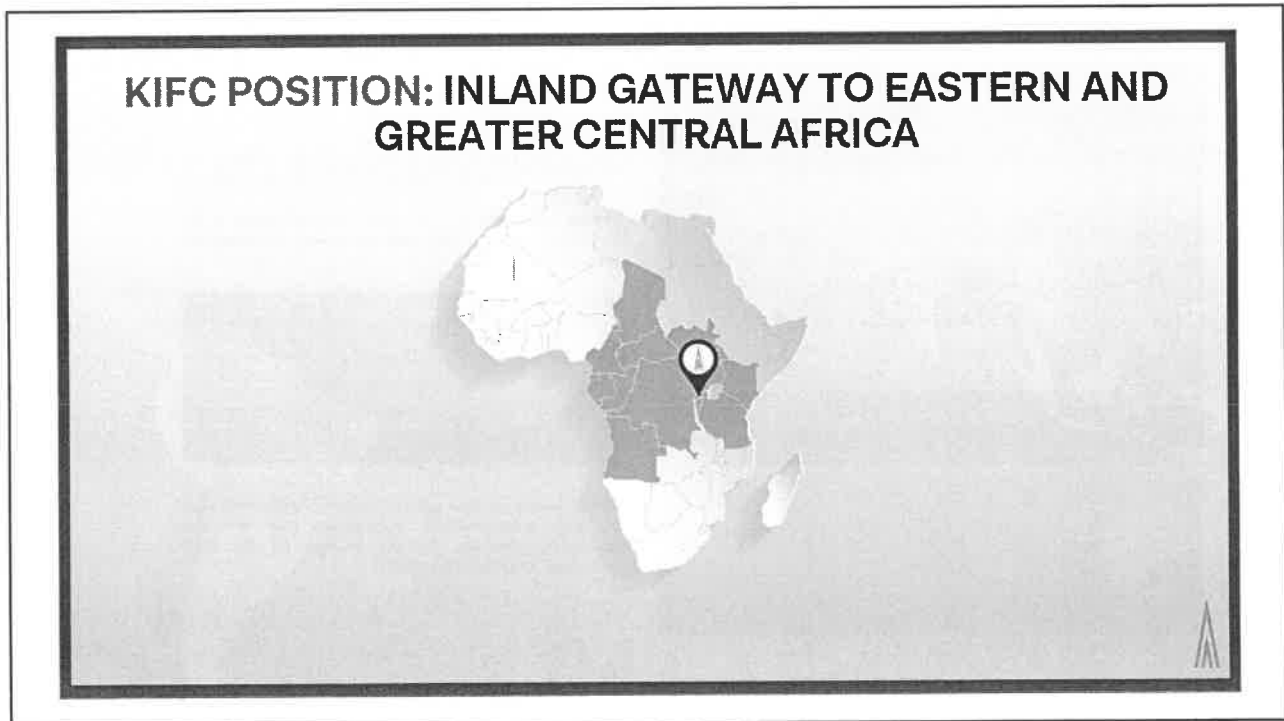 KIFC POSITION: INLAND GATEWAY TO EASTERN AND
GREATER CENTRAL AFRICA